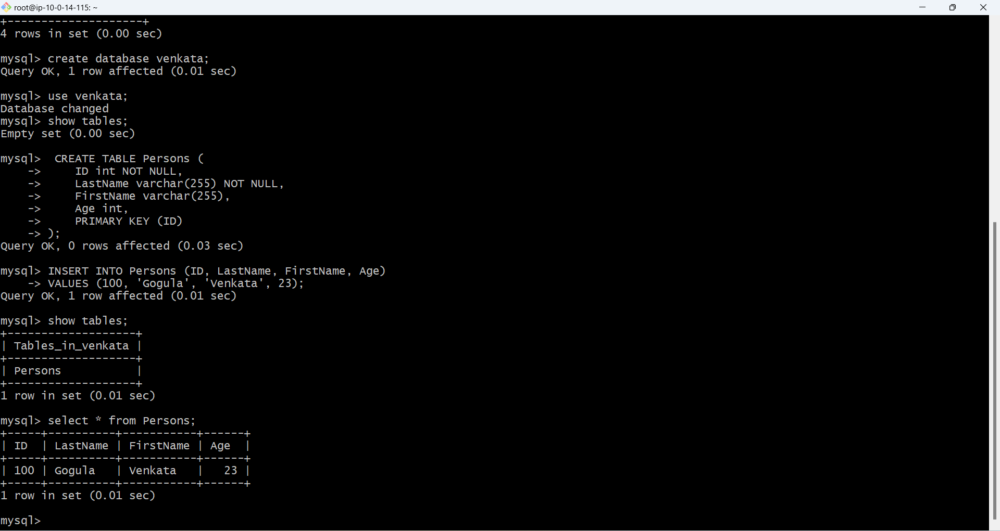 root@ip-10-0-14-115: ~
+--------------------+
4 rows in set (0.00 sec)

mysql> create database venkata;
Query OK, 1 row affected (0.01 sec)

mysql> use venkata;
Database changed
mysql> show tables;
Empty set (0.00 sec)

mysql>  CREATE TABLE Persons (
    ->     ID int NOT NULL,
    ->     LastName varchar(255) NOT NULL,
    ->     FirstName varchar(255),
    ->     Age int,
    ->     PRIMARY KEY (ID)
    -> );
Query OK, 0 rows affected (0.03 sec)

mysql> INSERT INTO Persons (ID, LastName, FirstName, Age)
    -> VALUES (100, 'Gogula', 'Venkata', 23);
Query OK, 1 row affected (0.01 sec)

mysql> show tables;
+-------------------+
| Tables_in_venkata |
+-------------------+
| Persons           |
+-------------------+
1 row in set (0.01 sec)

mysql> select * from Persons;
+-----+----------+-----------+------+
| ID  | LastName | FirstName | Age  |
+-----+----------+-----------+------+
| 100 | Gogula   | Venkata   |   23 |
+-----+----------+-----------+------+
1 row in set (0.01 sec)

mysql>